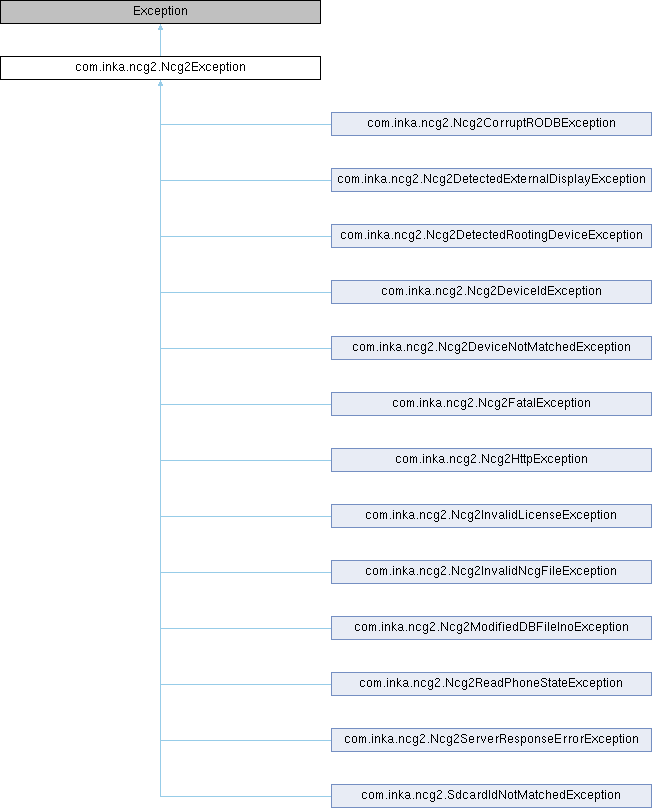 Exception
com.inka.ncg2.Ncg2Exception
com.inka.ncg2.Ncg2CorruptRODBException
com.inka.ncg2.Ncg2DetectedExternalDisplayException
com.inka.ncg2.Ncg2DetectedRootingDeviceException
com.inka.ncg2.Ncg2DeviceIdException
com.inka.ncg2.Ncg2DeviceNotMatchedException
com.inka.ncg2.Ncg2FatalException
com.inka.ncg2.Ncg2HttpException
com.inka.ncg2.Ncg2InvalidLicenseException
com.inka.ncg2.Ncg2InvalidNcgFileException
com.inka.ncg2.Ncg2ModifiedDBFileInoException
com.inka.ncg2.Ncg2ReadPhoneStateException
com.inka.ncg2.Ncg2ServerResponseErrorException
com.inka.ncg2.SdcardIdNotMatchedException